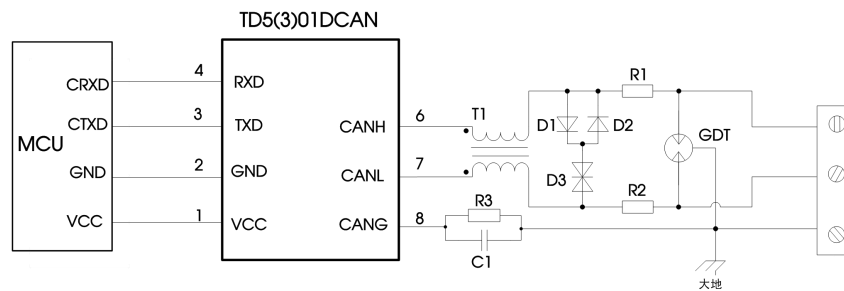 TD5(3)01DCAN
MCU
CRXD 4 RXD
CTXD 3 TXD
GND 2 GND
VCC 1 VCC
CANH 6
CANL 7
CANG 8
T1
D1
D2
D3
R1
R2
GDT
R3
C1
大地